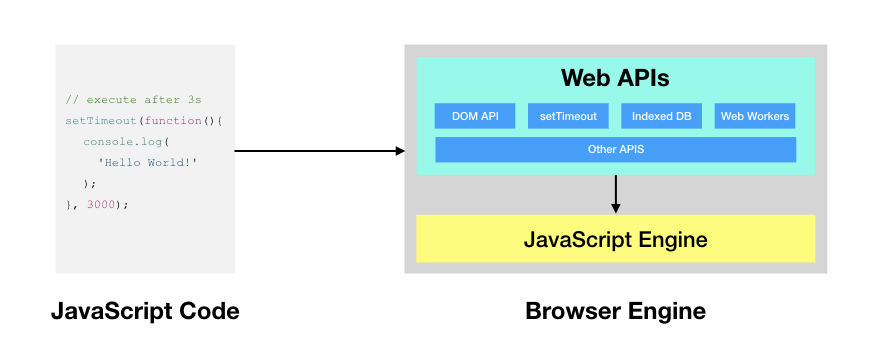 // execute after 3s
setTimeout(function(){
console.log(
'Hello World!'
);
}, 3000);
JavaScript Code
Web APIs
DOM API
setTimeout
Indexed DB
Web Workers
Other APIS
JavaScript Engine
Browser Engine